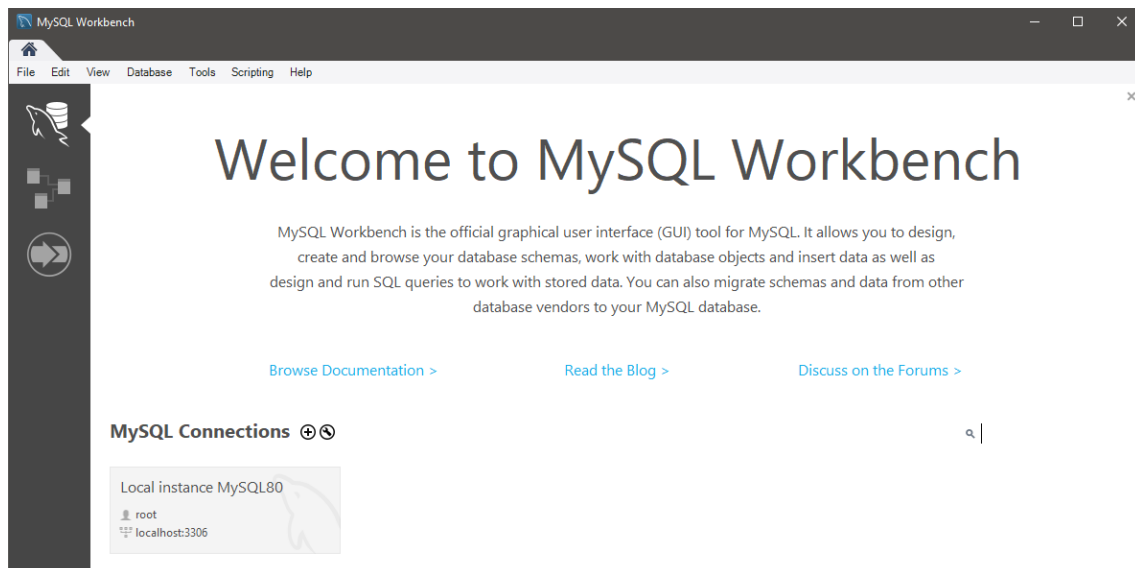 MySQL Workbench
File Edit View Database Tools Scripting Help
Welcome to MySQL Workbench
MySQL Workbench is the official graphical user interface (GUI) tool for MySQL. It allows you to design,
create and browse your database schemas, work with database objects and insert data as well as
design and run SQL queries to work with stored data. You can also migrate schemas and data from other
database vendors to your MySQL database.
Browse Documentation > Read the Blog > Discuss on the Forums >
MySQL Connections
Local instance MySQL80
root
localhost:3306